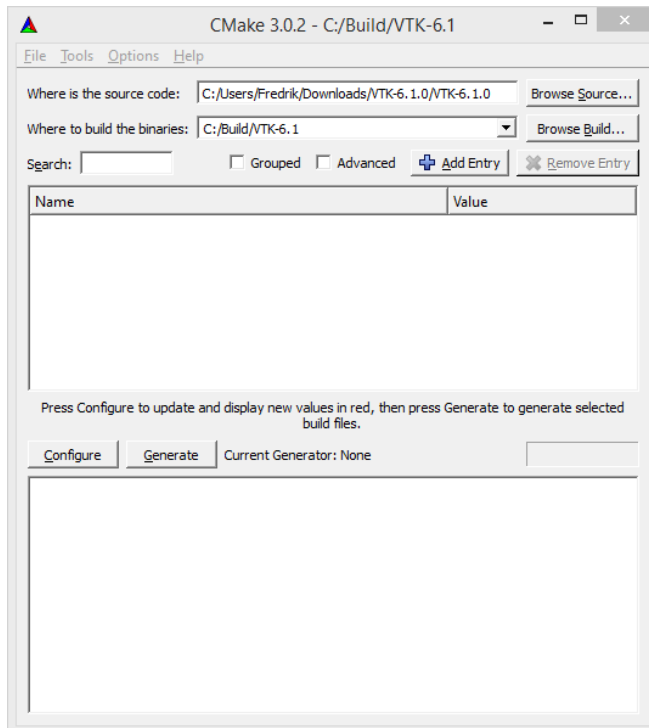 CMake 3.0.2 - C:/Build/VTK-6.1
File Tools Options Help
Where is the source code: C:/Users/Fredrik/Downloads/VTK-6.1.0/VTK-6.1.0 Browse Source...
Where to build the binaries: C:/Build/VTK-6.1 Browse Build...
Search: Grouped Advanced Add Entry Remove Entry
Name Value
Press Configure to update and display new values in red, then press Generate to generate selected
build files.
Configure Generate Current Generator: None